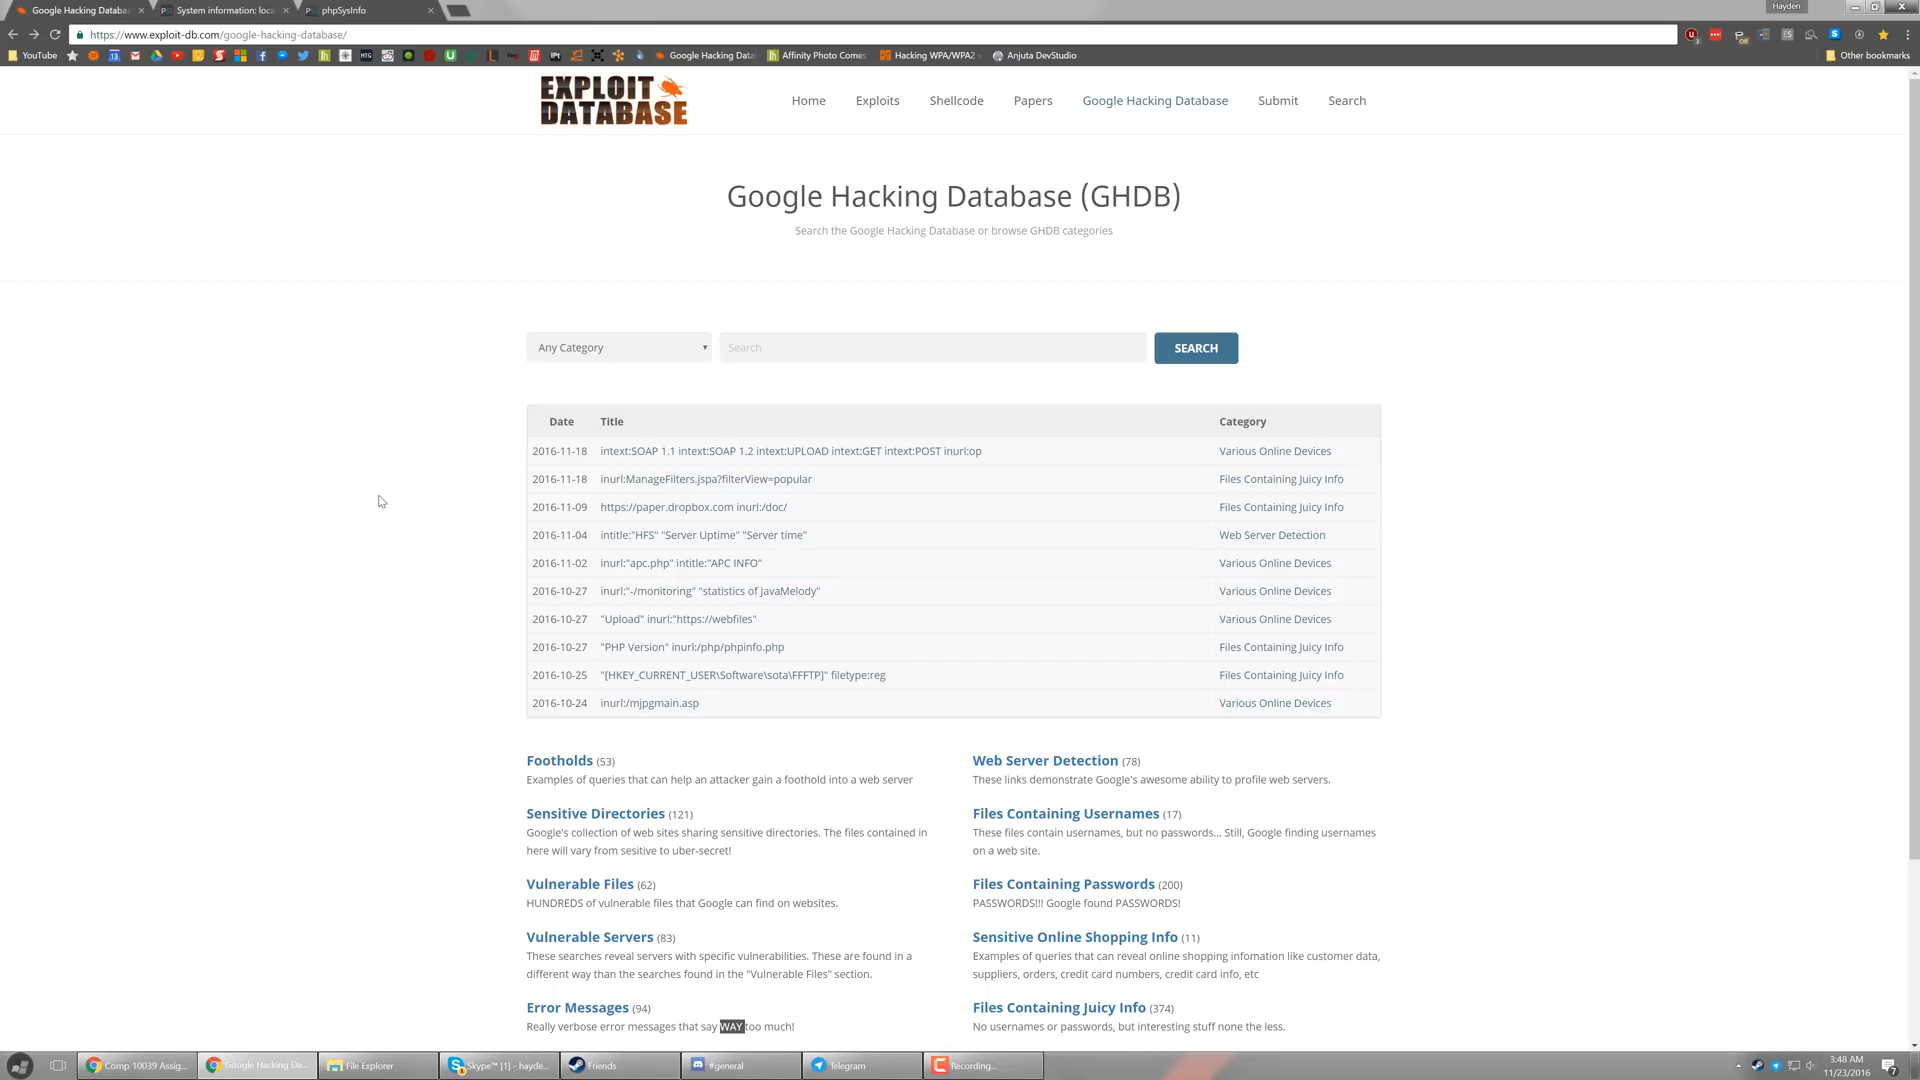 Google Hacking Databa
System information: loca
phpSysInfo
Hayden
https://www.exploit-db.com/google-hacking-database/
YouTube
Google Hacking Data
Affinity Photo Comes
Hacking WPA/WPA2
Anjuta DevStudio
Other bookmarks
EXPLOIT DATABASE
Home
Exploits
Shellcode
Papers
Google Hacking Database
Submit
Search
Google Hacking Database (GHDB)
Search the Google Hacking Database or browse GHDB categories
Any Category
Search
SEARCH
Date Title Category
2016-11-18 intext:SOAP 1.1 intext:SOAP 1.2 intext:UPLOAD intext:GET intext:POST inurl:op Various Online Devices
2016-11-18 inurl:ManageFilters.jspa?filterView=popular Files Containing Juicy Info
2016-11-09 https://paper.dropbox.com inurl:/doc/ Files Containing Juicy Info
2016-11-04 intitle:"HFS" "Server Uptime" "Server time" Web Server Detection
2016-11-02 inurl:"apc.php" intitle:"APC INFO" Various Online Devices
2016-10-27 inurl:"-/monitoring" "statistics of JavaMelody" Various Online Devices
2016-10-27 "Upload" inurl:"https://webfiles" Various Online Devices
2016-10-27 "PHP Version" inurl:/php/phpinfo.php Files Containing Juicy Info
2016-10-25 "[HKEY_CURRENT_USER\Software\sota\FFFTP]" filetype:reg Files Containing Juicy Info
2016-10-24 inurl:/mjpgmain.asp Various Online Devices
Footholds (53)
Examples of queries that can help an attacker gain a foothold into a web server
Sensitive Directories (121)
Google's collection of web sites sharing sensitive directories. The files contained in
here will vary from sesitive to uber-secret!
Vulnerable Files (62)
HUNDREDS of vulnerable files that Google can find on websites.
Vulnerable Servers (83)
These searches reveal servers with specific vulnerabilities. These are found in a
different way than the searches found in the "Vulnerable Files" section.
Error Messages (94)
Really verbose error messages that say WAY too much!
Web Server Detection (78)
These links demonstrate Google's awesome ability to profile web servers.
Files Containing Usernames (17)
These files contain usernames, but no passwords... Still, Google finding usernames
on a web site.
Files Containing Passwords (200)
PASSWORDS!!! Google found PASSWORDS!
Sensitive Online Shopping Info (11)
Examples of queries that can reveal online shopping infomation like customer data,
suppliers, orders, credit card numbers, credit card info, etc
Files Containing Juicy Info (374)
No usernames or passwords, but interesting stuff none the less.
Comp 10039 Assig...
Google Hacking Da...
File Explorer
Skype™ [1] - hayde...
Friends
#general
Telegram
Recording...
3:48 AM
11/23/2016